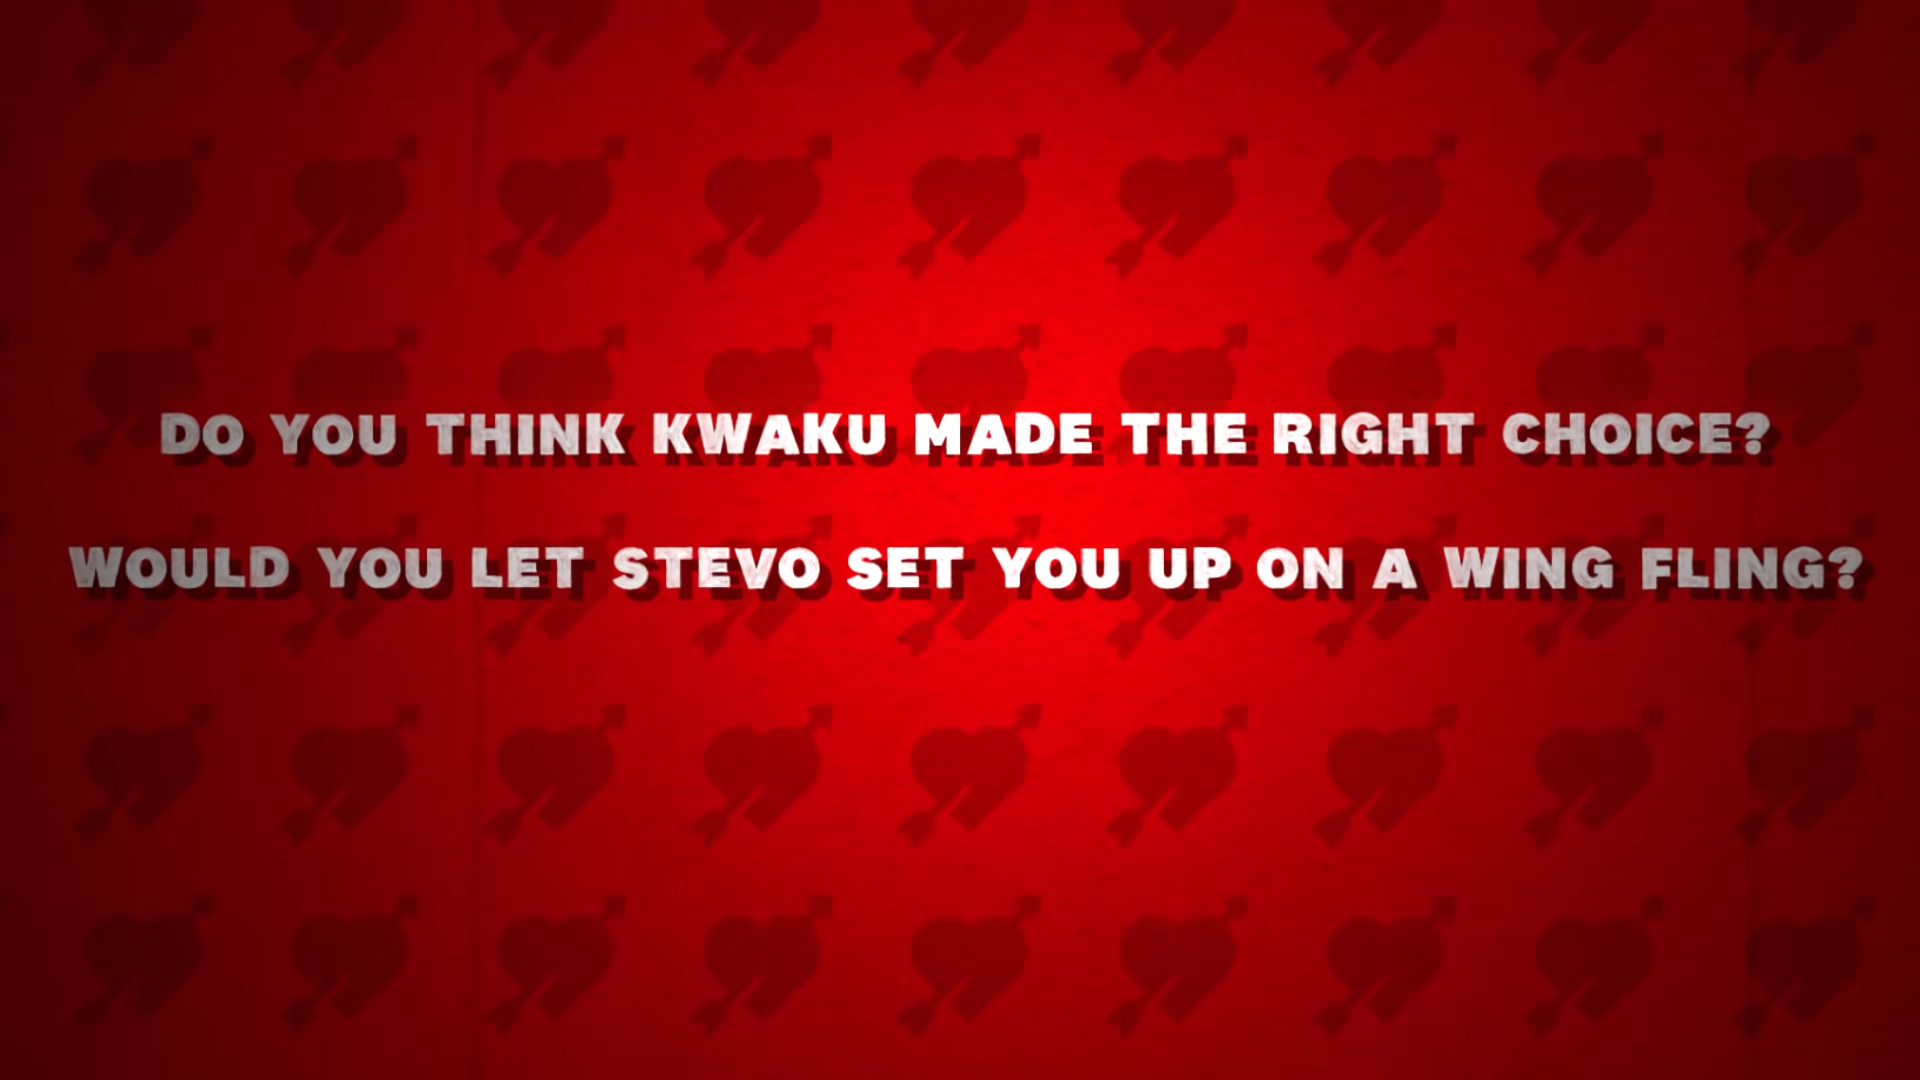 DO YOU THINK KWAKU MADE THE RIGHT CHOICE?
WOULD YOU LET STEVO SET YOU UP ON A WING FLING?